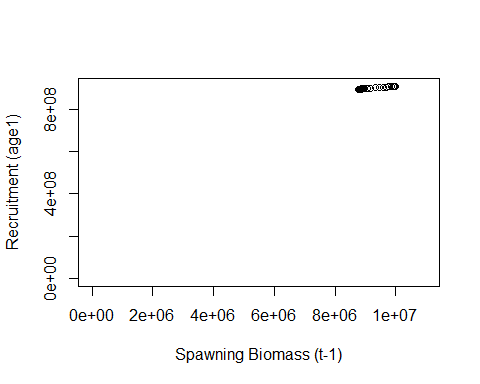 Recruitment (age1)
8e+08
4e+08
0e+00
0e+00 2e+06 4e+06 6e+06 8e+06 1e+07
Spawning Biomass (t-1)